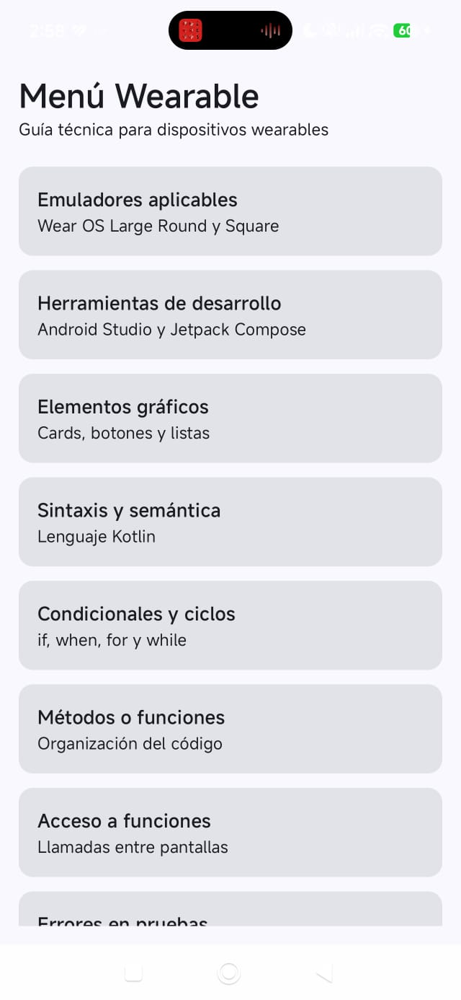 2:58
60
Menú Wearable
Guía técnica para dispositivos wearables
Emuladores aplicables
Wear OS Large Round y Square
Herramientas de desarrollo
Android Studio y Jetpack Compose
Elementos gráficos
Cards, botones y listas
Sintaxis y semántica
Lenguaje Kotlin
Condicionales y ciclos
if, when, for y while
Métodos o funciones
Organización del código
Acceso a funciones
Llamadas entre pantallas
Errores en pruebas